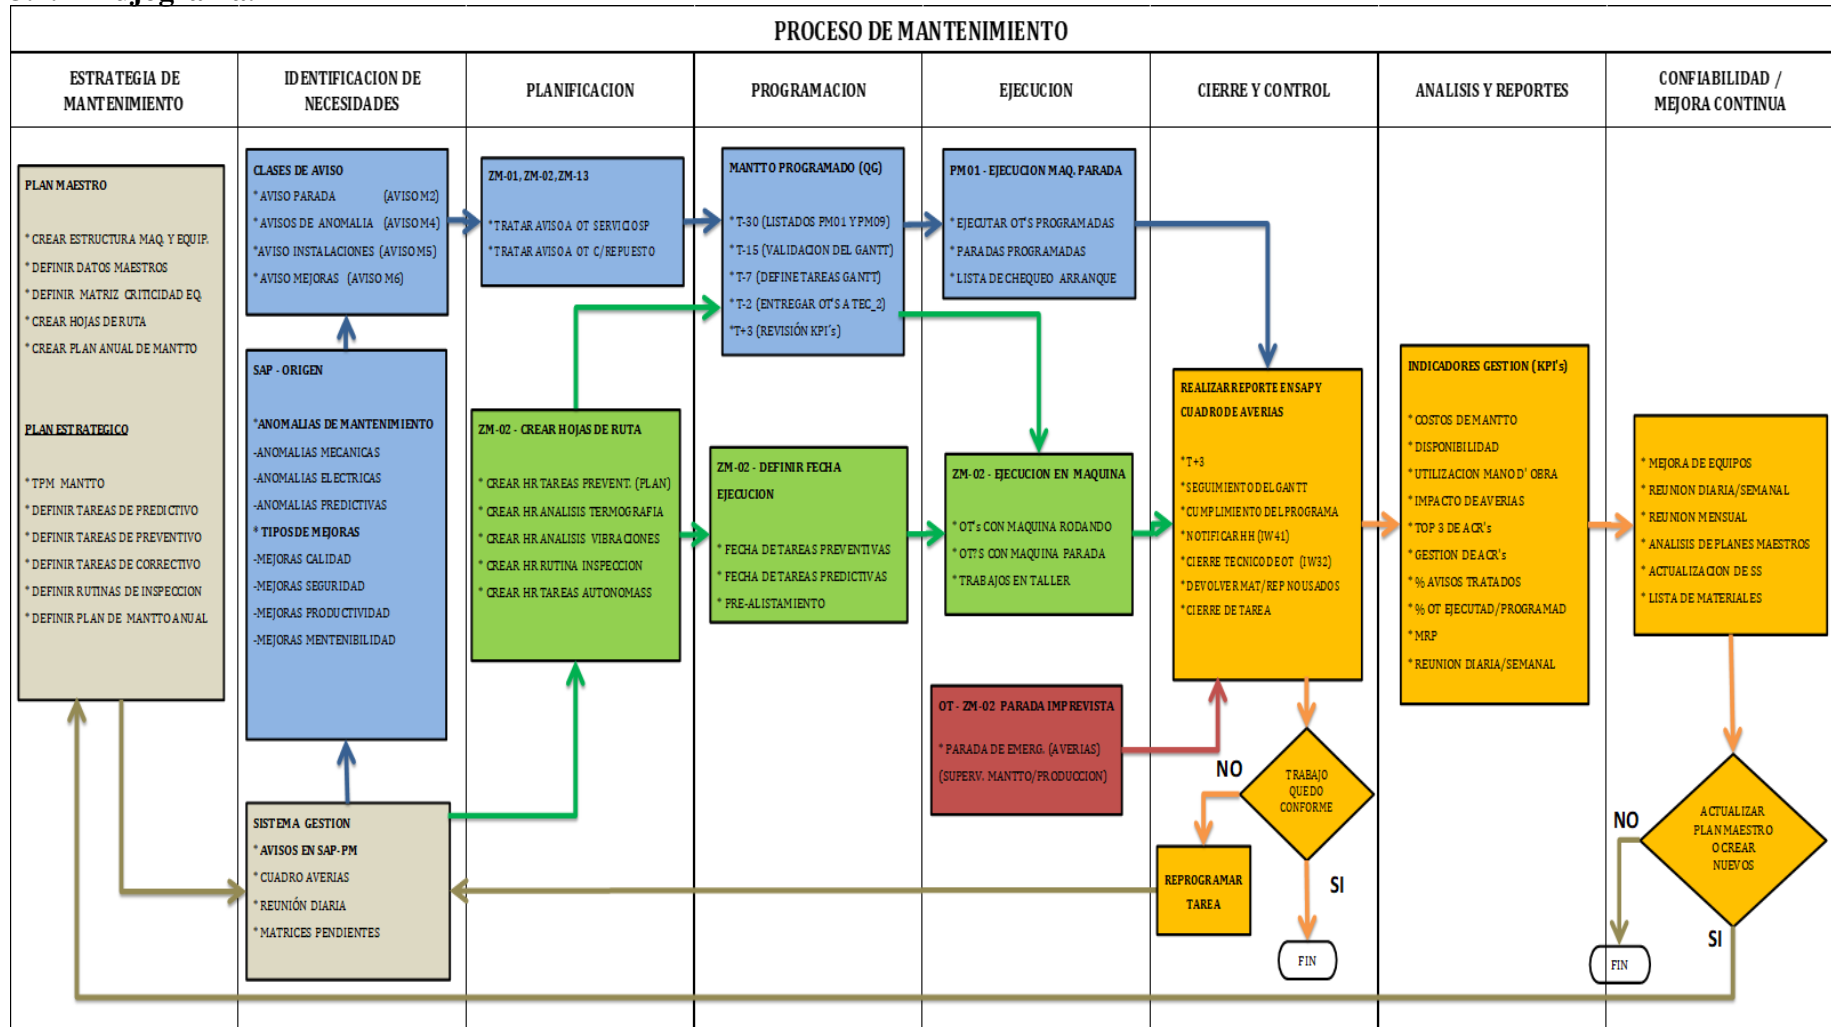 PROCESO DE MANTENIMIENTO
ESTRATEGIA DE
MANTENIMIENTO
IDENTIFICACION DE
NECESIDADES
PLANIFICACION
PROGRAMACION
EJECUCION
CIERRE Y CONTROL
ANALISIS Y REPORTES
CONFIABILIDAD /
MEJORA CONTINUA
PLAN MAESTRO
* CREAR ESTRUCTURA MAQ. Y EQUIP.
* DEFINIR DATOS MAESTROS
* DEFINIR MATRIZ CRITICIDAD EQ.
* CREAR HOJAS DE RUTA
* CREAR PLAN ANUAL DE MANTTO
PLAN ESTRATEGICO
* TPM MANTTO
* DEFINIR TAREAS DE PREDICTIVO
* DEFINIR TAREAS DE PREVENTIVO
* DEFINIR TAREAS DE CORRECTIVO
* DEFINIR RUTINAS DE INSPECCION
* DEFINIR PLAN DE MANTTO ANUAL
CLASES DE AVISO
* AVISO PARADA (AVISO M2)
* AVISOS DE ANOMALIA (AVISO M4)
*AVISO INSTALACIONES (AVISO M5)
* AVISO MEJORAS (AVISO M6)
SAP - ORIGEN
*ANOMALIAS DE MANTENIMIENTO
-ANOMALIAS MECANICAS
-ANOMALIAS ELECTRICAS
-ANOMALIAS PREDICTIVAS
* TIPOS DE MEJORAS
-MEJORAS CALIDAD
-MEJORAS SEGURIDAD
-MEJORAS PRODUCTIVIDAD
-MEJORAS MENTENIBILIDAD
SISTEMA GESTION
* AVISOS EN SAP-PM
* CUADRO AVERIAS
* REUNIÓN DIARIA
* MATRICES PENDIENTES
ZM-01, ZM-02, ZM-13
*TRATAR AVISO A OT SERVICIO SP
*TRATAR AVISO A OT C/REPUESTO
ZM-02 - CREAR HOJAS DE RUTA
* CREAR HR TAREAS PREVENT. (PLAN)
* CREAR HR ANALISIS TERMOGRAFIA
* CREAR HR ANALISIS VIBRACIONES
* CREAR HR RUTINA INSPECCION
* CREAR HR TAREAS AUTONOMASS
MANTTO PROGRAMADO (QG)
* T-30 (LISTADOS PM01 Y PM09)
* T-15 (VALIDACION DEL GANTT)
* T-7 (DEFINE TAREAS GANTT)
* T-2 (ENTREGAR OT'S A TEC_2)
*T+3 (REVISIÓN KPI´s)
ZM-02 - DEFINIR FECHA
EJECUCION
* FECHA DE TAREAS PREVENTIVAS
* FECHA DE TAREAS PREDICTIVAS
* PRE-ALISTAMIENTO
PM01 - EJECUCION MAQ. PARADA
* EJECUTAR OT'S PROGRAMADAS
* PARADAS PROGRAMADAS
* LISTA DE CHEQUEO ARRANQUE
ZM-02 - EJECUCION EN MAQUINA
* OT's CON MAQUINA RODANDO
* OT'S CON MAQUINA PARADA
* TRABAJOS EN TALLER
OT - ZM-02 PARADA IMPREVISTA
* PARADA DE EMERG. (AVERIAS)
(SUPERV. MANTTO/PRODUCCION)
REALIZAR REPORTE EN SAP Y
CUADRO DE AVERIAS
* T+3
* SEGUIMIENTO DEL GANTT
* CUMPLIMIENTO DEL PROGRAMA
* NOTIFICAR HH (IW41)
* CIERRE TECNICO DE OT (IW32)
* DEVOLVER MAT/REP NO USADOS
* CIERRE DE TAREA
TRABAJO
QUEDO
CONFORME
NO
SI
REPROGRAMAR
TAREA
FIN
INDICADORES GESTION (KPI's)
* COSTOS DE MANTTO
* DISPONIBILIDAD
* UTILIZACION MANO D' OBRA
* IMPACTO DE AVERIAS
* TOP 3 DE ACR's
* GESTION DE ACR's
* % AVISOS TRATADOS
* % OT EJECUTAD/PROGRAMAD
* MRP
* REUNION DIARIA/SEMANAL
* MEJORA DE EQUIPOS
* REUNION DIARIA/SEMANAL
* REUNION MENSUAL
* ANALISIS DE PLANES MAESTROS
* ACTUALIZACION DE SS
* LISTA DE MATERIALES
ACTUALIZAR
PLAN MAESTRO
O CREAR
NUEVOS
NO
SI
FIN